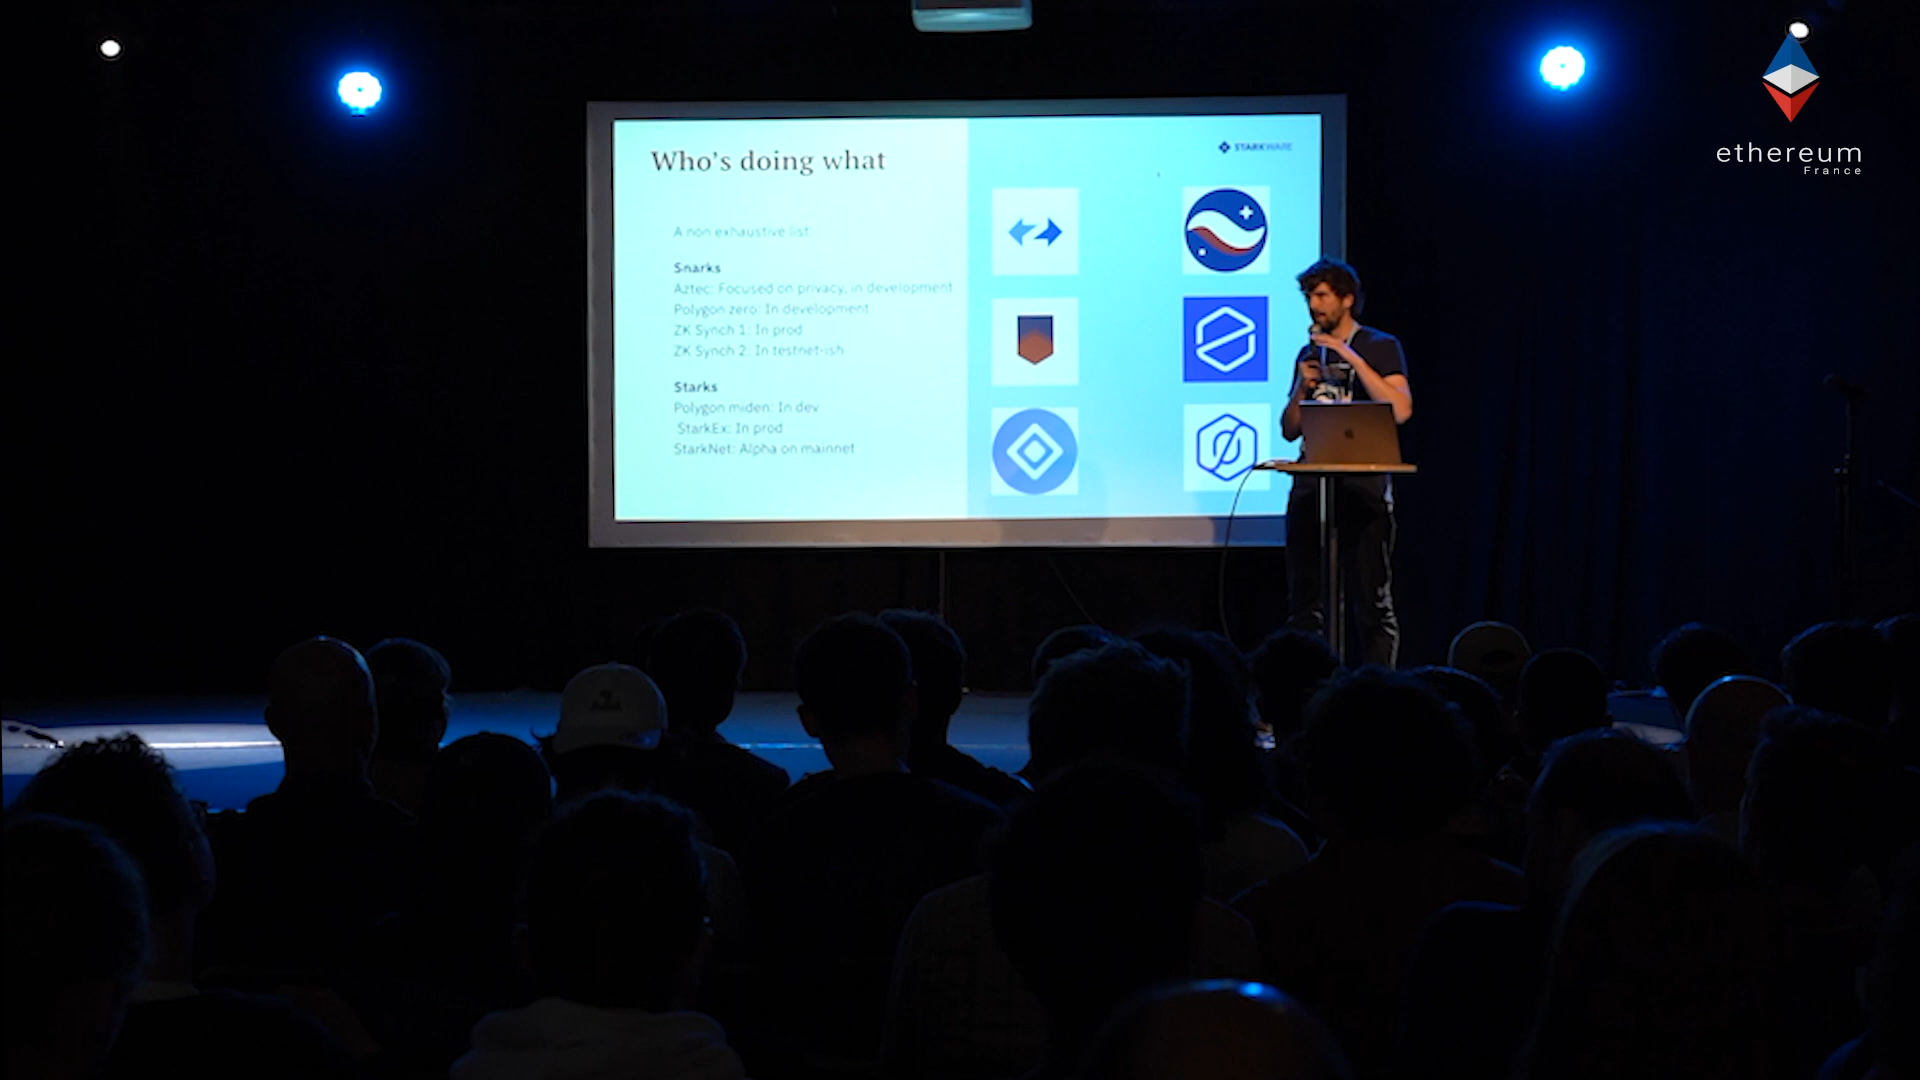 Who's doing what
STARKWARE
A non exhaustive list:
Snarks
Aztec: Focused on privacy, in development
Polygon zero: In development
ZK Synch 1: In prod
ZK Synch 2: In testnet-ish
Starks
Polygon miden: In dev
StarkEx: In prod
StarkNet: Alpha on mainnet
ethereum
France